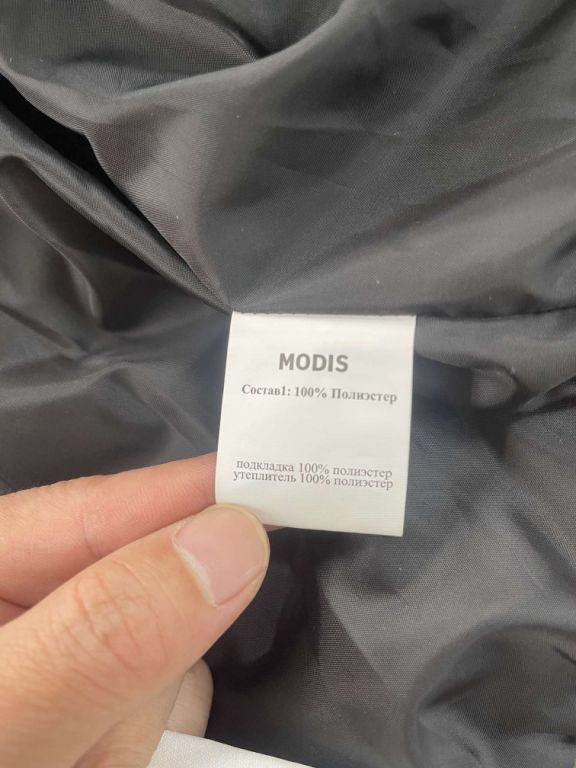 MODIS
Состав1: 100% Полиэстер
подкладка 100% полиэстер
утеплитель 100% полиэстер